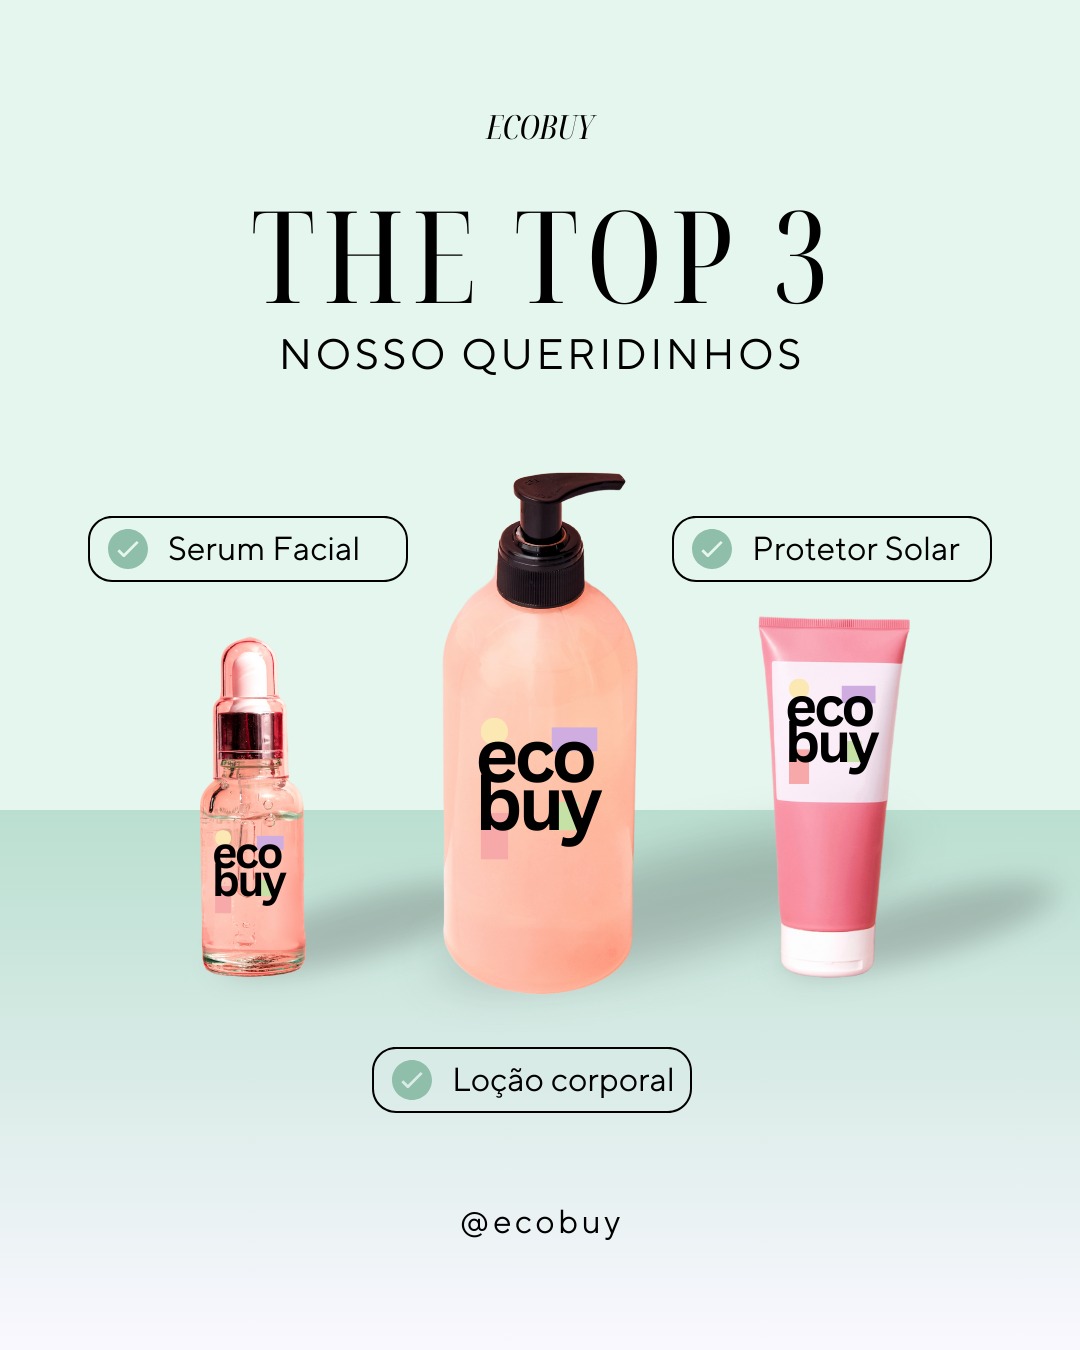 ECOBUY
THE TOP 3
NOSSO QUERIDINHOS
Serum Facial
Protetor Solar
eco
buy
eco
buy
eco
buy
Loção corporal
@ecobuy